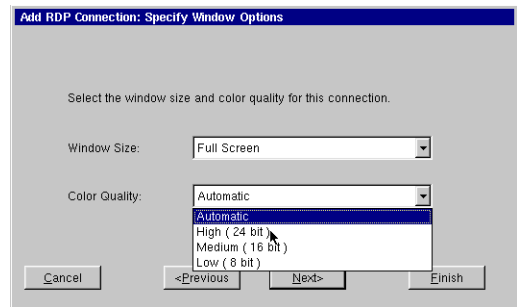 Add RDP Connection: Specify Window Options
Select the window size and color quality for this connection.
Window Size: Full Screen
Color Quality: Automatic
Automatic
High ( 24 bit )
Medium ( 16 bit )
Low ( 8 bit )
Cancel <Previous Next> Finish